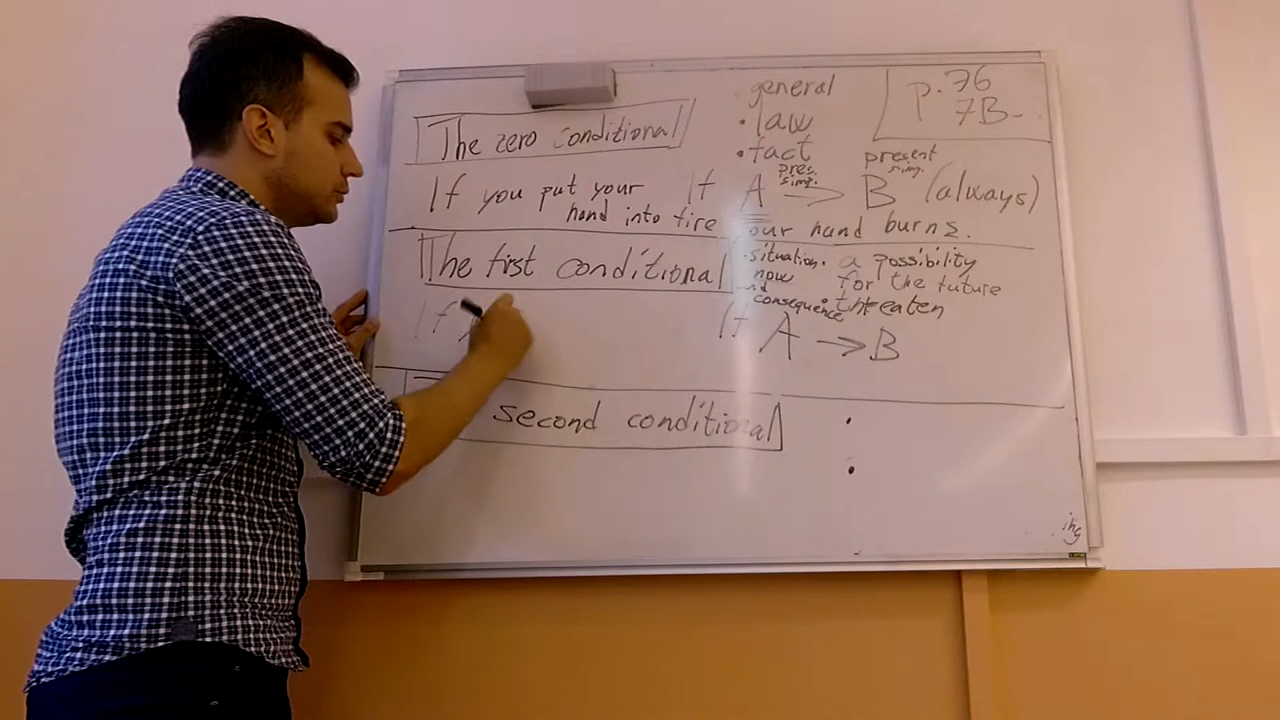 general
p. 76
7B-
The zero conditional
• law
• fact
If you put your
hand into fire
If A pres. simp. → B present simp. (always)
your hand burns.
The first conditional
• situation now and consequence
• a possibility
for the future
• threaten
If
If A → B
second conditional
ing